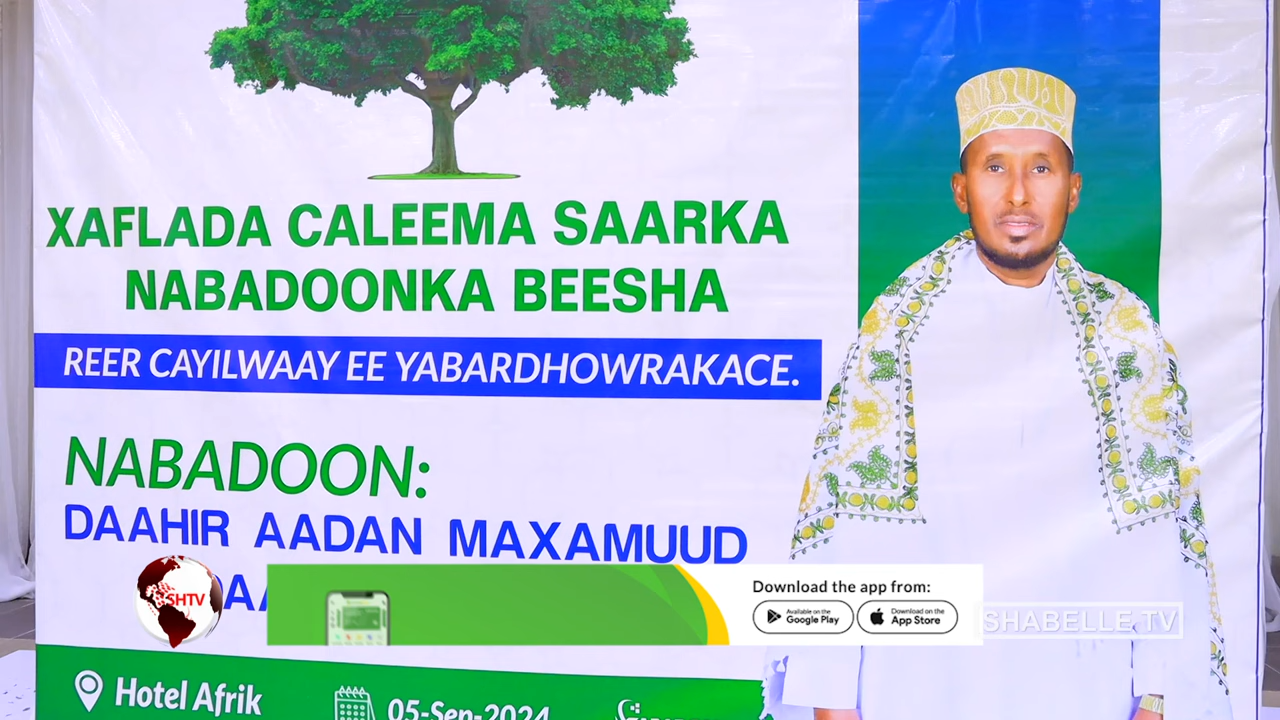 XAFLADA CALEEMA SAARKA
NABADOONKA BEESHA
REER CAYILWAAY EE YABARDHOWRAKACE.
NABADOON:
DAAHIR AADAN MAXAMUUD
SHTV
Download the app from:
Available on the
Google Play
Download on the
App Store
SHABELLE TV
Hotel Afrik
05-Sep-2024